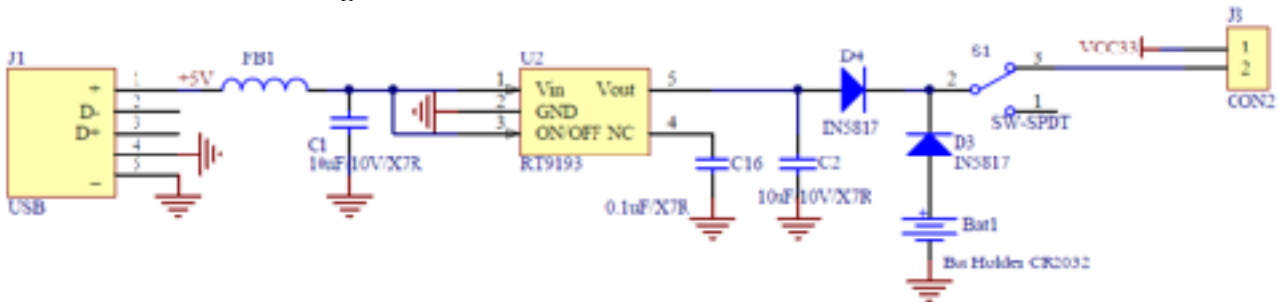 J1
+
D-
D+
-
USB
1
2
3
4
5
+5V
FB1
C1
10uF/10V/X7R
U2
1
2
3
Vin
GND
ON/OFF
Vout
NC
RT9193
5
4
C16
0.1uF/X7R
C2
10uF/10V/X7R
D4
IN5817
D3
IN5817
+
Bat1
Bat Holder CR2032
S1
2
3
1
SW-SPDT
VCC33
J3
1
2
CON2